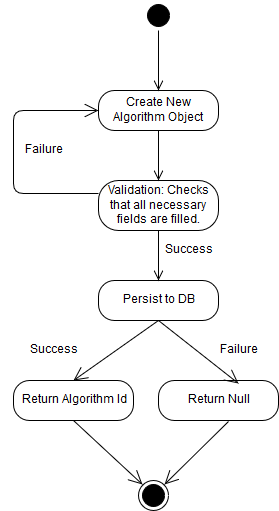 Create New
Algorithm Object
Failure
Validation: Checks
that all necessary
fields are filled.
Success
Persist to DB
Success
Failure
Return Algorithm Id
Return Null